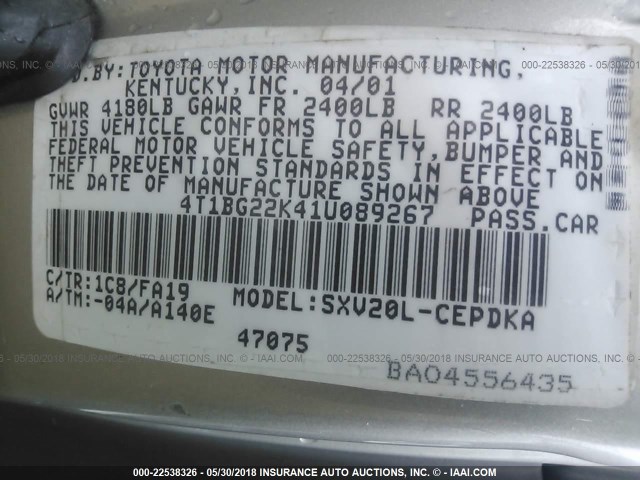 D.BY:TOYOTA MOTOR MANUFACTURING,
KENTUCKY,INC. 04/01
GVWR 4180LB GAWR FR 2400LB RR 2400LB
THIS VEHICLE CONFORMS TO ALL APPLICABLE
FEDERAL MOTOR VEHICLE SAFETY,BUMPER AND
THEFT PREVENTION STANDARDS IN EFFECT ON
THE DATE OF MANUFACTURE SHOWN ABOVE
4T1BG22K41U089267 PASS.CAR
C/TR:1C8/FA19
A/TM:-04A/A140E
MODEL:SXV20L-CEPDKA
47075
BA04556435
000-22538326 - 05/30/2018 INSURANCE AUTO AUCTIONS, INC. - © IAAI.COM